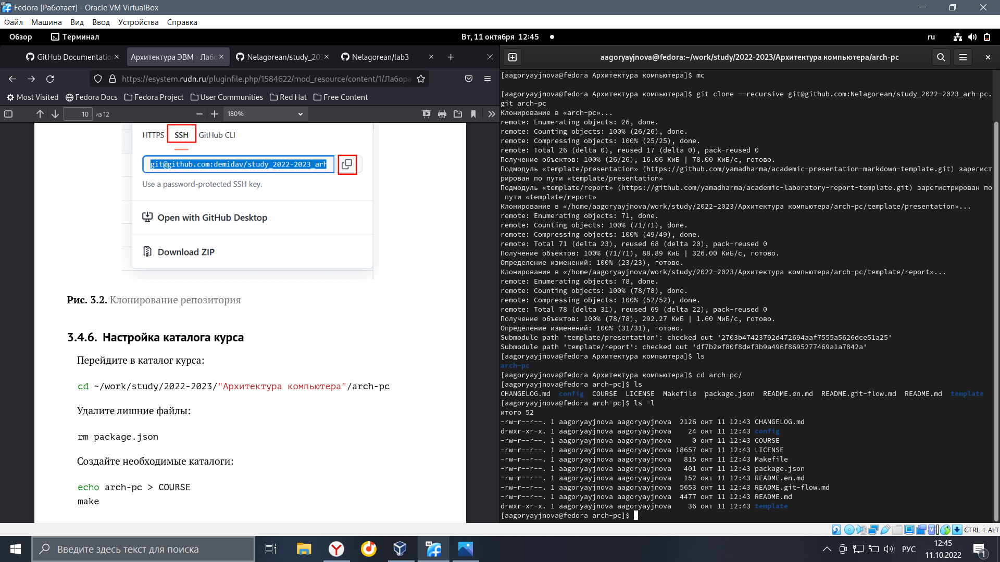 Fedora [Работает] - Oracle VM VirtualBox
Файл Машина Вид Ввод Устройства Справка
Обзор Терминал Вт, 11 октября 12:45 ru
GitHub Documentatio Архитектура ЭВМ - Лабо Nelagorean/study_202 Nelagorean/lab3
https://esystem.rudn.ru/pluginfile.php/1584622/mod_resource/content/1/Лабора
Most Visited Fedora Docs Fedora Project User Communities Red Hat Free Content
10 из 12 180%
HTTPS SSH GitHub CLI
git@github.com:demidav/study_2022-2023_arh
Use a password-protected SSH key.
Open with GitHub Desktop
Download ZIP
Рис. 3.2. Клонирование репозитория
3.4.6. Настройка каталога курса
Перейдите в каталог курса:
cd ~/work/study/2022-2023/"Архитектура компьютера"/arch-pc
Удалите лишние файлы:
rm package.json
Создайте необходимые каталоги:
echo arch-pc > COURSE
make
aagoryayjnova@fedora:~/work/study/2022-2023/Архитектура компьютера/arch-pc
[aagoryayjnova@fedora Архитектура компьютера]$ mc
[aagoryayjnova@fedora Архитектура компьютера]$ git clone --recursive git@github.com:Nelagorean/study_2022-2023_arh-pc.
git arch-pc
Клонирование в «arch-pc»...
remote: Enumerating objects: 26, done.
remote: Counting objects: 100% (26/26), done.
remote: Compressing objects: 100% (25/25), done.
remote: Total 26 (delta 0), reused 17 (delta 0), pack-reused 0
Получение объектов: 100% (26/26), 16.06 КиБ | 78.00 КиБ/с, готово.
Подмодуль «template/presentation» (https://github.com/yamadharma/academic-presentation-markdown-template.git) зарегист
рирован по пути «template/presentation»
Подмодуль «template/report» (https://github.com/yamadharma/academic-laboratory-report-template.git) зарегистрирован по
пути «template/report»
Клонирование в «/home/aagoryayjnova/work/study/2022-2023/Архитектура компьютера/arch-pc/template/presentation»...
remote: Enumerating objects: 71, done.
remote: Counting objects: 100% (71/71), done.
remote: Compressing objects: 100% (49/49), done.
remote: Total 71 (delta 23), reused 68 (delta 20), pack-reused 0
Получение объектов: 100% (71/71), 88.89 КиБ | 326.00 КиБ/с, готово.
Определение изменений: 100% (23/23), готово.
Клонирование в «/home/aagoryayjnova/work/study/2022-2023/Архитектура компьютера/arch-pc/template/report»...
remote: Enumerating objects: 78, done.
remote: Counting objects: 100% (78/78), done.
remote: Compressing objects: 100% (52/52), done.
remote: Total 78 (delta 31), reused 69 (delta 22), pack-reused 0
Получение объектов: 100% (78/78), 292.27 КиБ | 1.60 МиБ/с, готово.
Определение изменений: 100% (31/31), готово.
Submodule path 'template/presentation': checked out '2703b47423792d472694aaf7555a5626dce51a25'
Submodule path 'template/report': checked out 'df7b2ef80f8def3b9a496f8695277469a1a7842a'
[aagoryayjnova@fedora Архитектура компьютера]$ ls
arch-pc
[aagoryayjnova@fedora Архитектура компьютера]$ cd arch-pc/
[aagoryayjnova@fedora arch-pc]$ ls
CHANGELOG.md config COURSE LICENSE Makefile package.json README.en.md README.git-flow.md README.md template
[aagoryayjnova@fedora arch-pc]$ ls -l
итого 52
-rw-r--r--. 1 aagoryayjnova aagoryayjnova 2126 окт 11 12:43 CHANGELOG.md
drwxr-xr-x. 1 aagoryayjnova aagoryayjnova 24 окт 11 12:43 config
-rw-r--r--. 1 aagoryayjnova aagoryayjnova 0 окт 11 12:43 COURSE
-rw-r--r--. 1 aagoryayjnova aagoryayjnova 18657 окт 11 12:43 LICENSE
-rw-r--r--. 1 aagoryayjnova aagoryayjnova 815 окт 11 12:43 Makefile
-rw-r--r--. 1 aagoryayjnova aagoryayjnova 401 окт 11 12:43 package.json
-rw-r--r--. 1 aagoryayjnova aagoryayjnova 152 окт 11 12:43 README.en.md
-rw-r--r--. 1 aagoryayjnova aagoryayjnova 5653 окт 11 12:43 README.git-flow.md
-rw-r--r--. 1 aagoryayjnova aagoryayjnova 4477 окт 11 12:43 README.md
drwxr-xr-x. 1 aagoryayjnova aagoryayjnova 36 окт 11 12:43 template
[aagoryayjnova@fedora arch-pc]$
CTRL + ALT
Введите здесь текст для поиска
64
РУС
12:45
11.10.2022
1